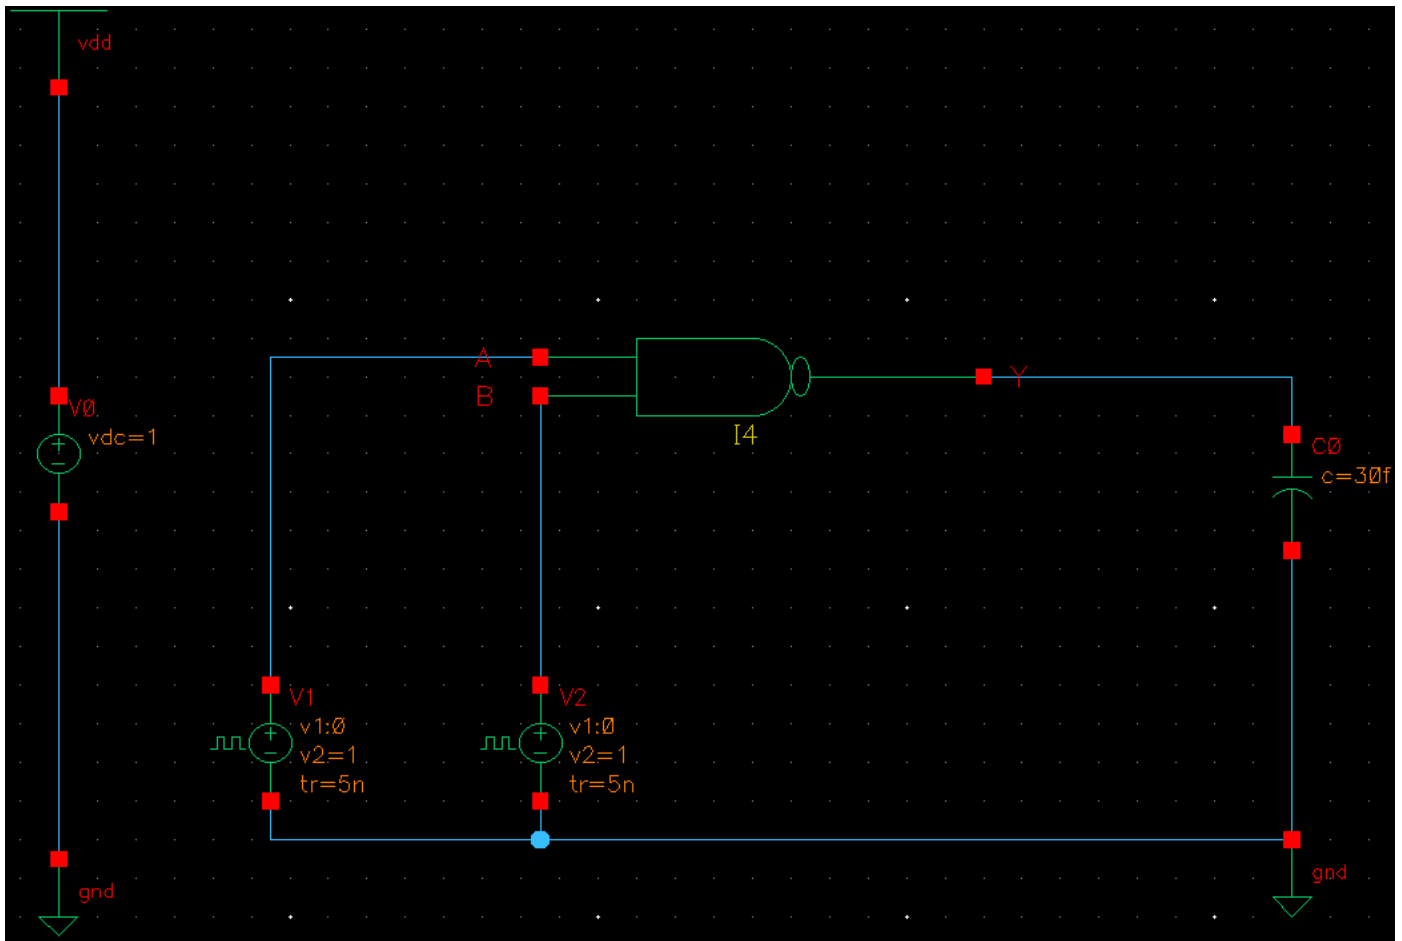 vdd
A
Y
B
V0
vdc=1
I4
C0
c=30f
V1
v1:0
v2=1
tr=5n
V2
v1:0
v2=1
tr=5n
gnd
gnd